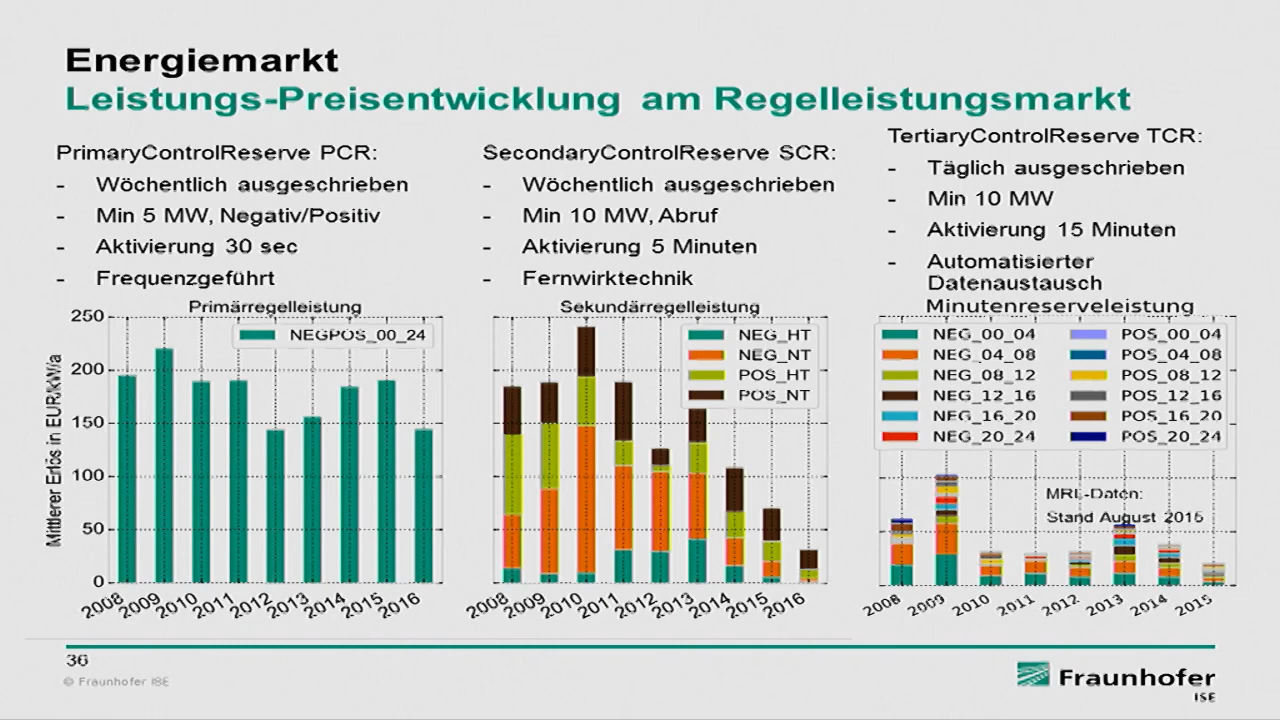 Energiemarkt
Leistungs-Preisentwicklung am Regelleistungsmarkt
PrimaryControlReserve PCR:
- Wöchentlich ausgeschrieben
- Min 5 MW, Negativ/Positiv
- Aktivierung 30 sec
- Frequenzgeführt
SecondaryControlReserve SCR:
- Wöchentlich ausgeschrieben
- Min 10 MW, Abruf
- Aktivierung 5 Minuten
- Fernwirktechnik
TertiaryControlReserve TCR:
- Täglich ausgeschrieben
- Min 10 MW
- Aktivierung 15 Minuten
- Automatisierter
Datenaustausch
Primärregelleistung
NEGPOS_00_24
Mittlerer Erlös in EUR/kW/a
250
200
150
100
50
0
2008 2009 2010 2011 2012 2013 2014 2015 2016
Sekundärregelleistung
NEG_HT
NEG_NT
POS_HT
POS_NT
2008 2009 2010 2011 2012 2013 2014 2015 2016
Minutenreserveleistung
NEG_00_04 POS_00_04
NEG_04_08 POS_04_08
NEG_08_12 POS_08_12
NEG_12_16 POS_12_16
NEG_16_20 POS_16_20
NEG_20_24 POS_20_24
MRL-Daten:
Stand August 2015
2008 2009 2010 2011 2012 2013 2014 2015
36
© Fraunhofer ISE
Fraunhofer
ISE